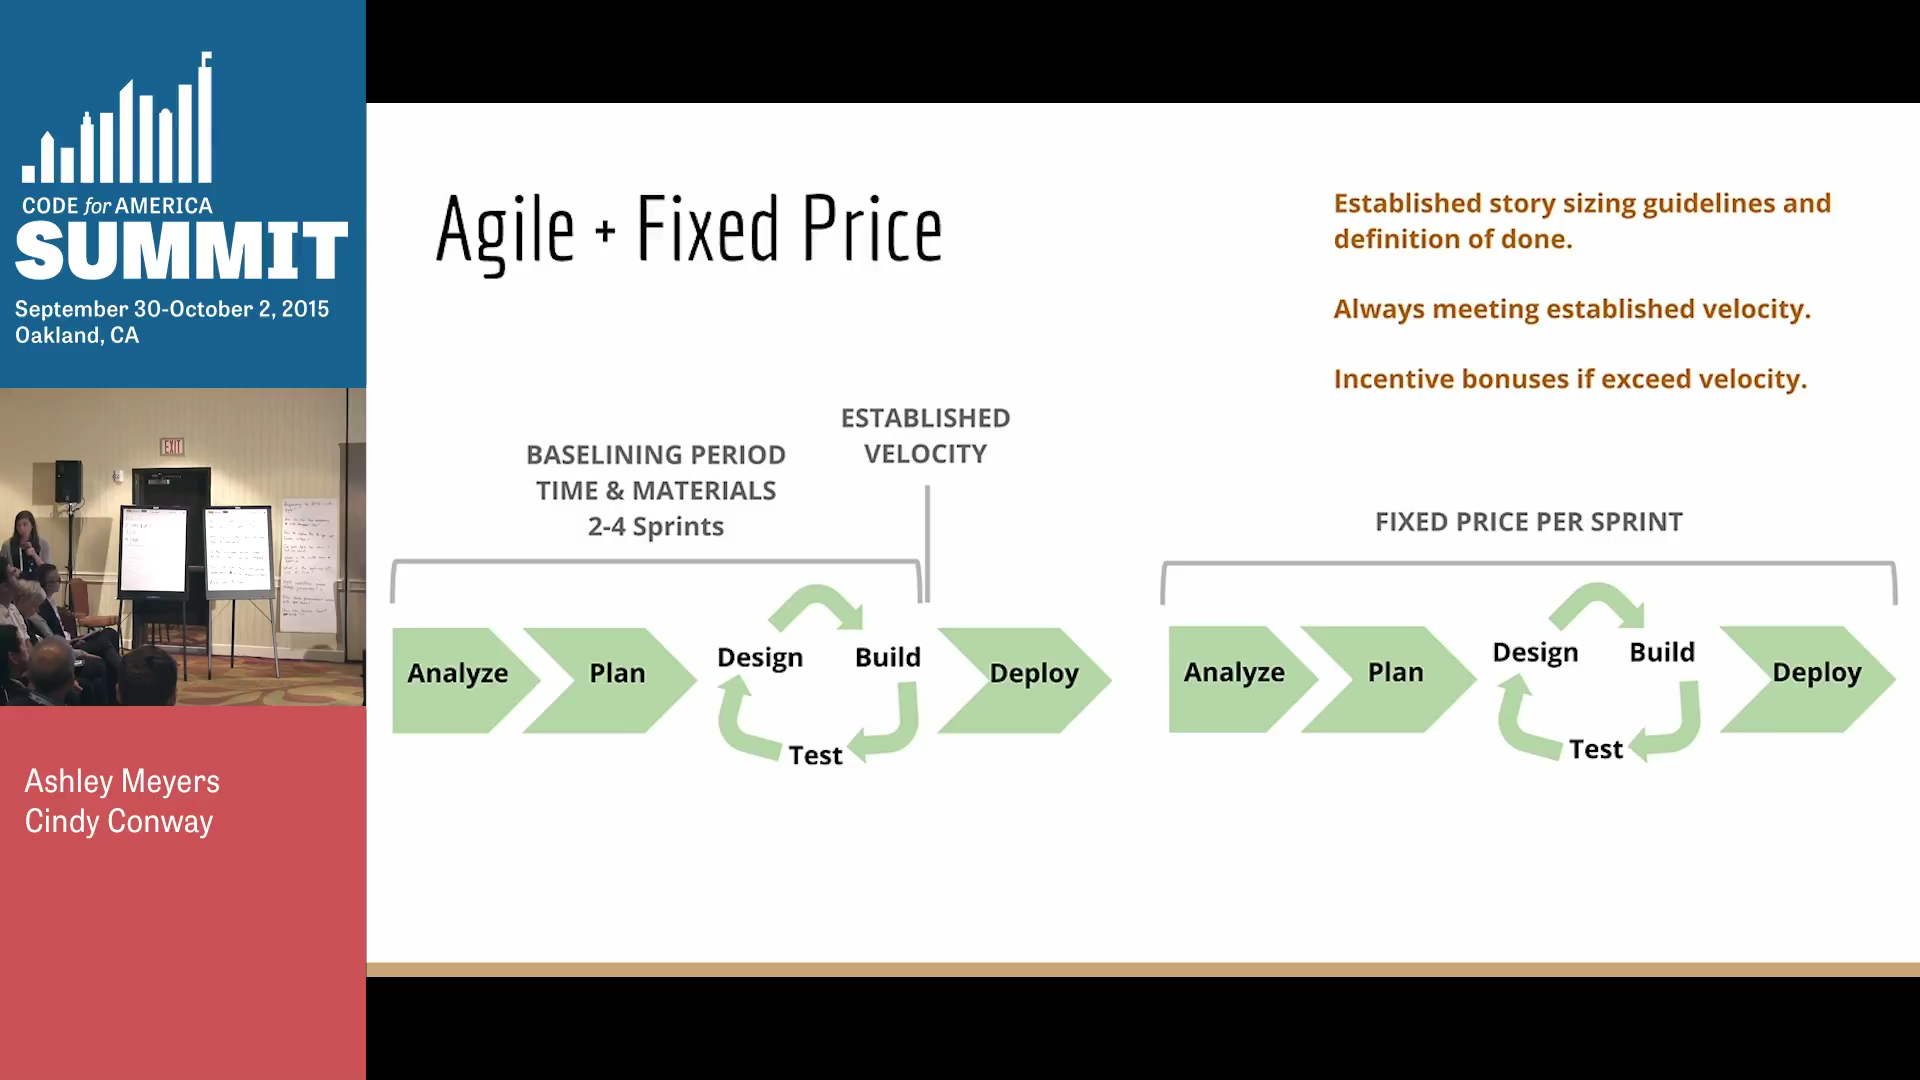 CODE for AMERICA
SUMMIT
September 30-October 2, 2015
Oakland, CA
EXIT
Ashley Meyers
Cindy Conway
Agile + Fixed Price
Established story sizing guidelines and
definition of done.
Always meeting established velocity.
Incentive bonuses if exceed velocity.
BASELINING PERIOD
TIME & MATERIALS
2-4 Sprints
ESTABLISHED
VELOCITY
FIXED PRICE PER SPRINT
Analyze
Plan
Design
Build
Test
Deploy
Analyze
Plan
Design
Build
Test
Deploy